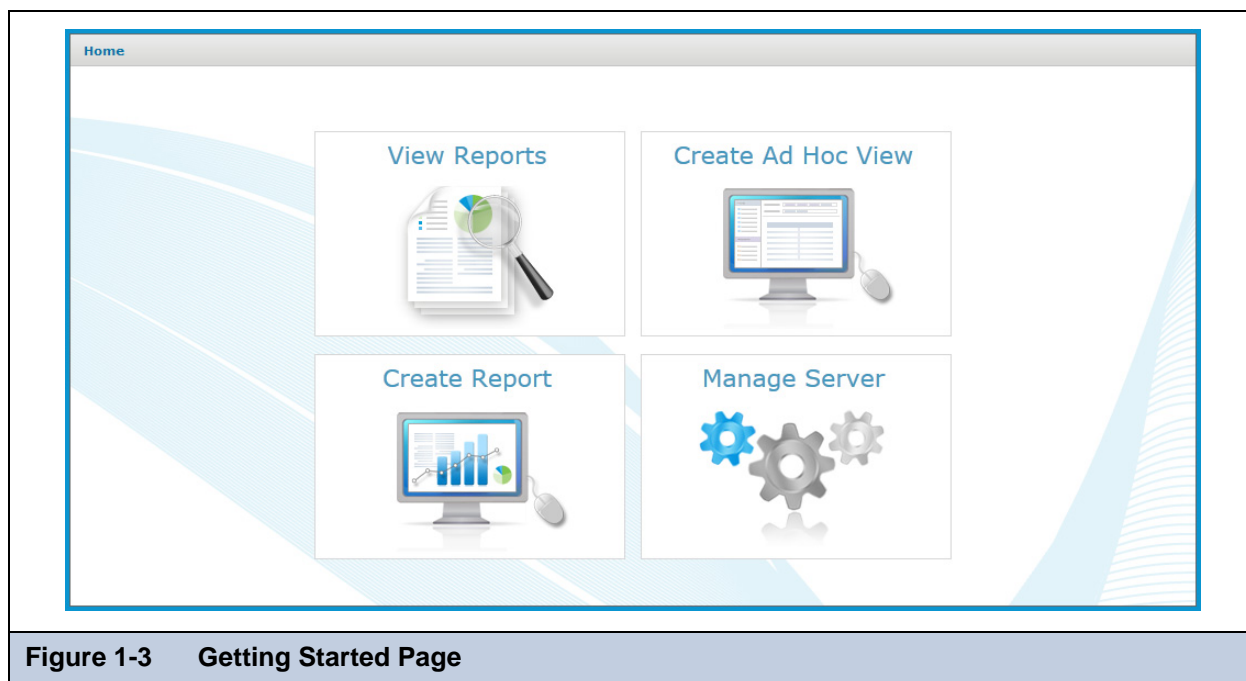 Home
View Reports
Create Ad Hoc View
Create Report
Manage Server
Figure 1-3 Getting Started Page